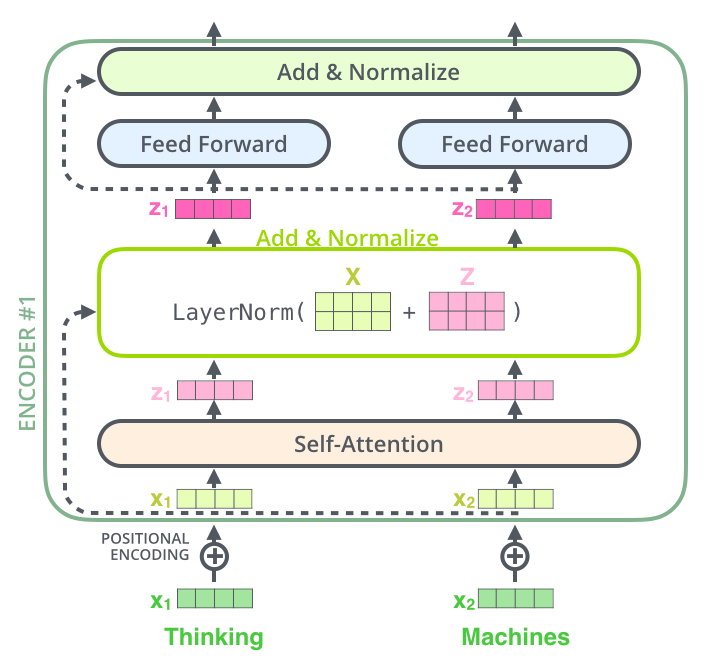 Add & Normalize
Feed Forward
Feed Forward
z1
z2
Add & Normalize
X
Z
LayerNorm( + )
ENCODER #1
z1
z2
Self-Attention
x1
x2
POSITIONAL
ENCODING
x1
x2
Thinking
Machines